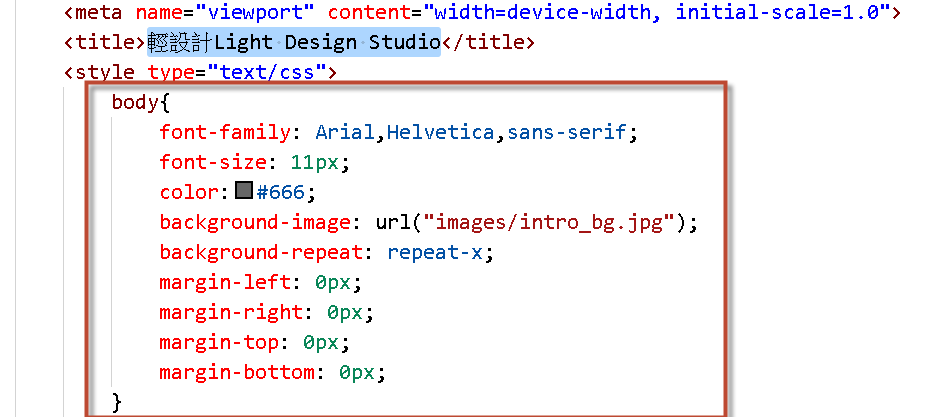 <meta name="viewport" content="width=device-width, initial-scale=1.0">
<title>輕設計Light Design Studio</title>
<style type="text/css">
body{
font-family: Arial,Helvetica,sans-serif;
font-size: 11px;
color: #666;
background-image: url("images/intro_bg.jpg");
background-repeat: repeat-x;
margin-left: 0px;
margin-right: 0px;
margin-top: 0px;
margin-bottom: 0px;
}